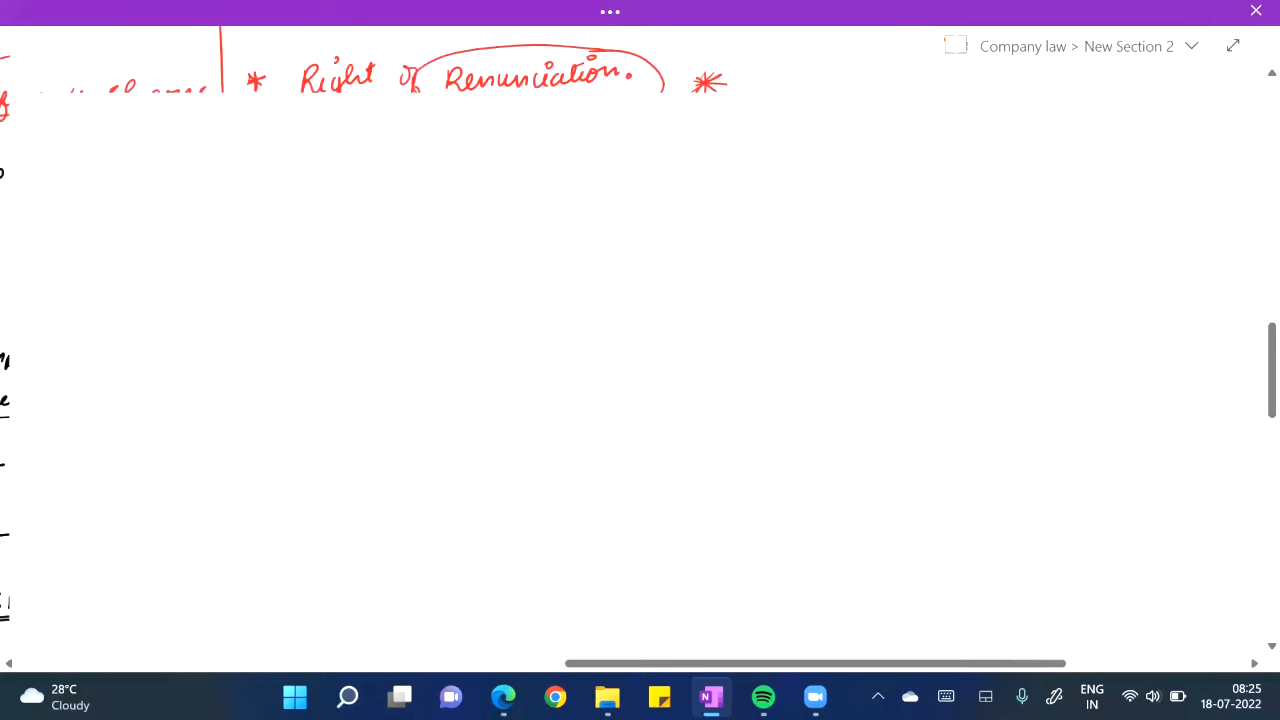 Company law > New Section 2
* Right of Renunciation. *
28°C
Cloudy
ENG
IN
08:25
18-07-2022